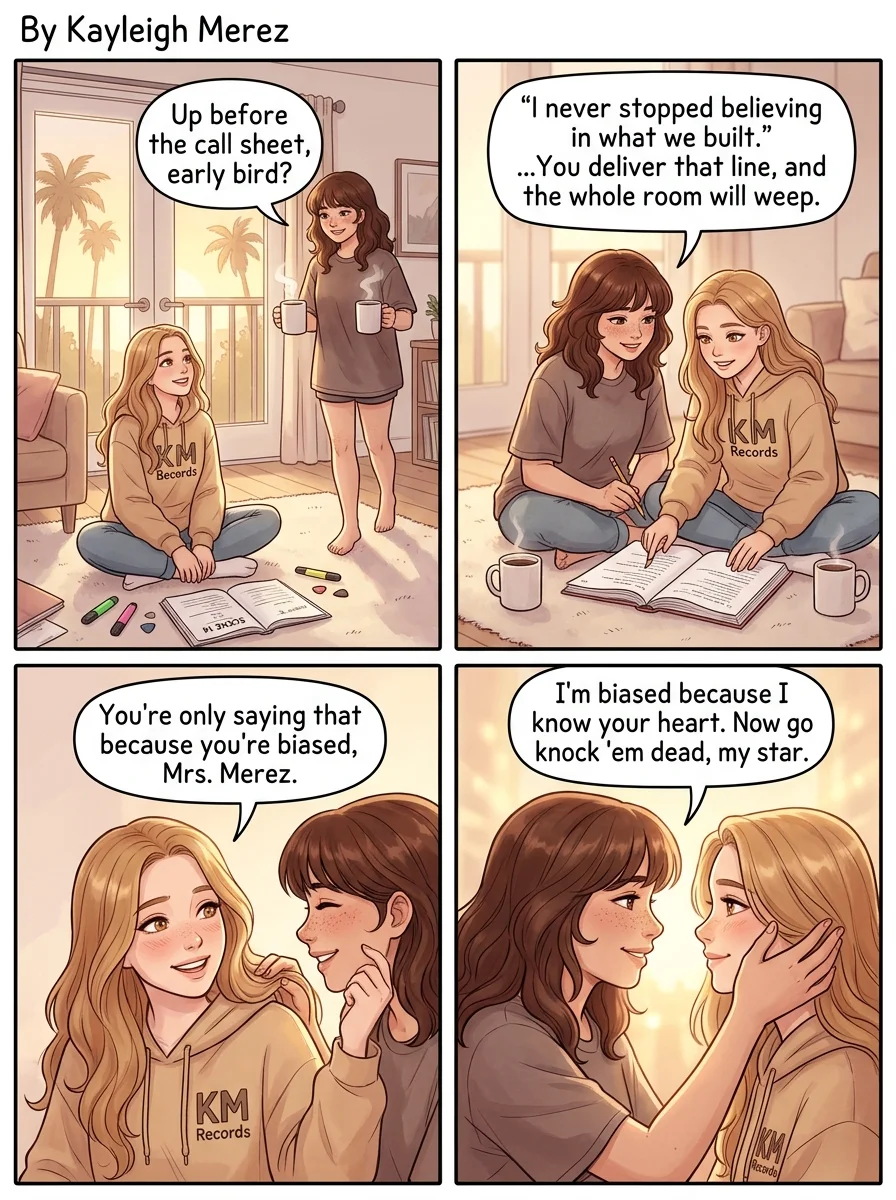 By Kayleigh Merez
Up before
the call sheet,
early bird?
KM
Becords
SCENE 14
“I never stopped believing
in what we built.”
...You deliver that line, and
the whole room will weep.
KM
Records
You're only saying that
because you're biased,
Mrs. Merez.
KM
Records
I'm biased because I
know your heart. Now go
knock 'em dead, my star.
KM
Records